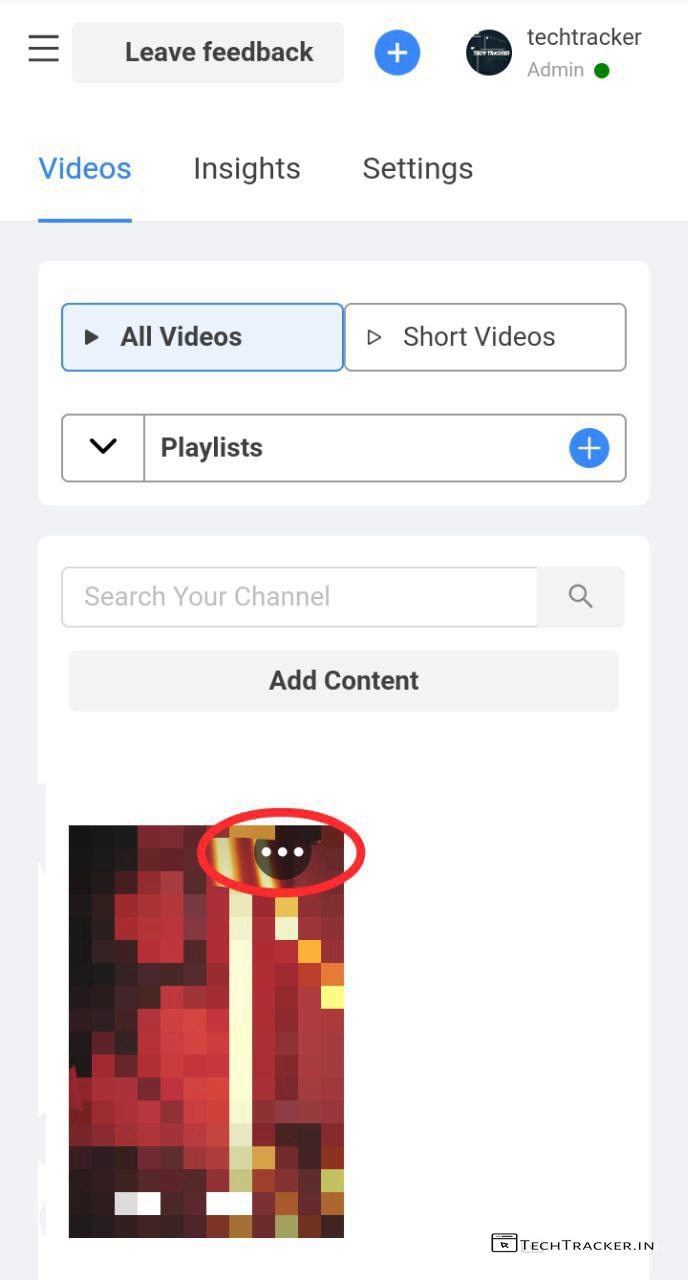 Leave feedback
techtracker
Admin
Videos Insights Settings
All Videos Short Videos
Playlists
Search Your Channel
Add Content
TECHTRACKER.IN